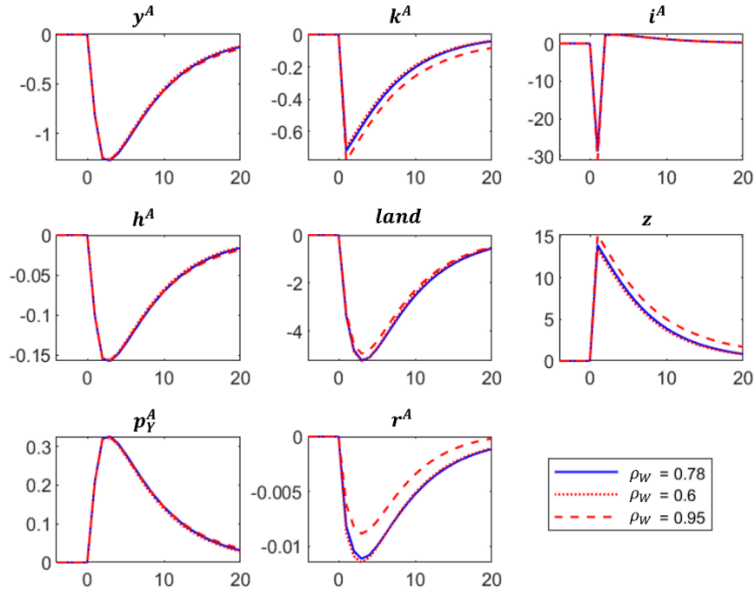 y^A k^A i^A
0 0 0
-0.5 -0.2 -10
-1 -0.4 -20
-0.6 -30
0 10 20 0 10 20 0 10 20
h^A land z
0 0 15
-0.05 -2 10
-0.1 -4 5
-0.15 0
0 10 20 0 10 20 0 10 20
p_Y^A r^A
0.3 0
0.2 -0.005
0.1 -0.01
0
0 10 20 0 10 20
ρ_W = 0.78
ρ_W = 0.6
ρ_W = 0.95